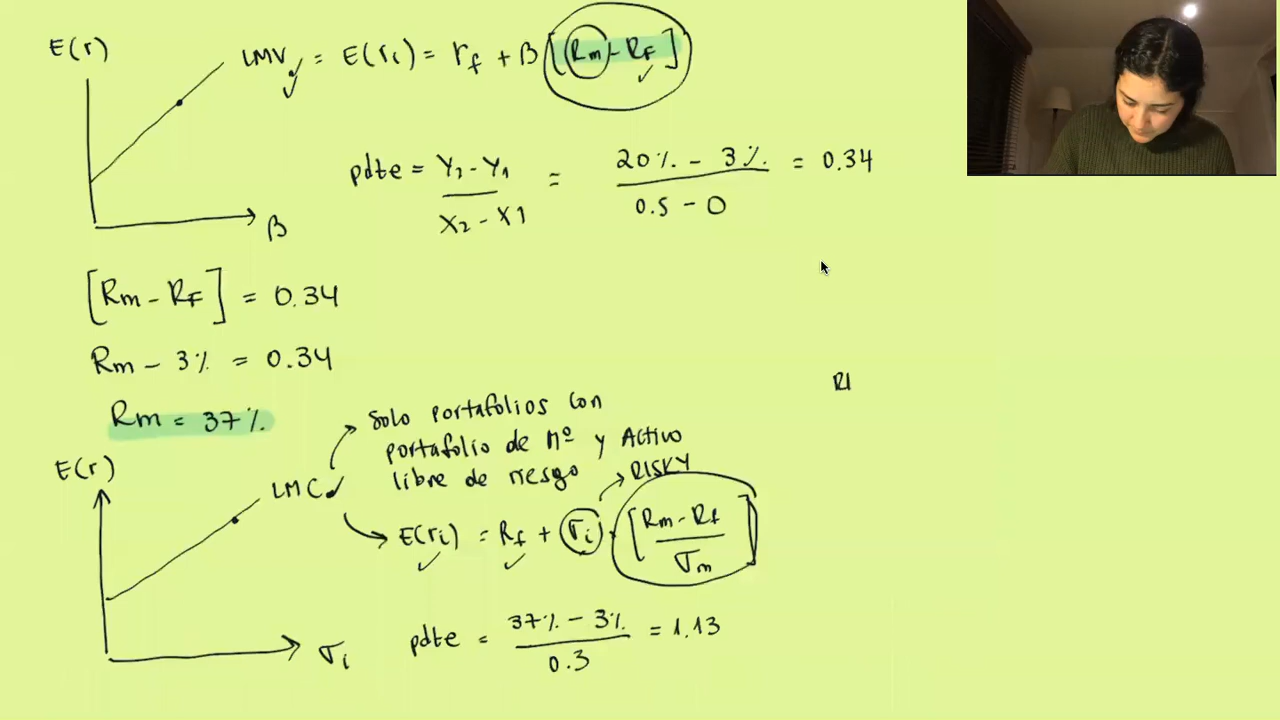 E(r)
LMV = E(ri) = rf + β [Rm - RF]
β
pdte = Y2 - Y1 / X2 - X1 = 20% - 3% / 0.5 - 0 = 0.34
[Rm - RF] = 0.34
Rm - 3% = 0.34
Rm = 37%
RI
Solo portafolios con
portafolio de mº y Activo
libre de riesgo
RISKY
E(r)
LMC
E(ri) = Rf + σi · [Rm - Rf / σm]
σi
pdte = 37% - 3% / 0.3 = 1.13